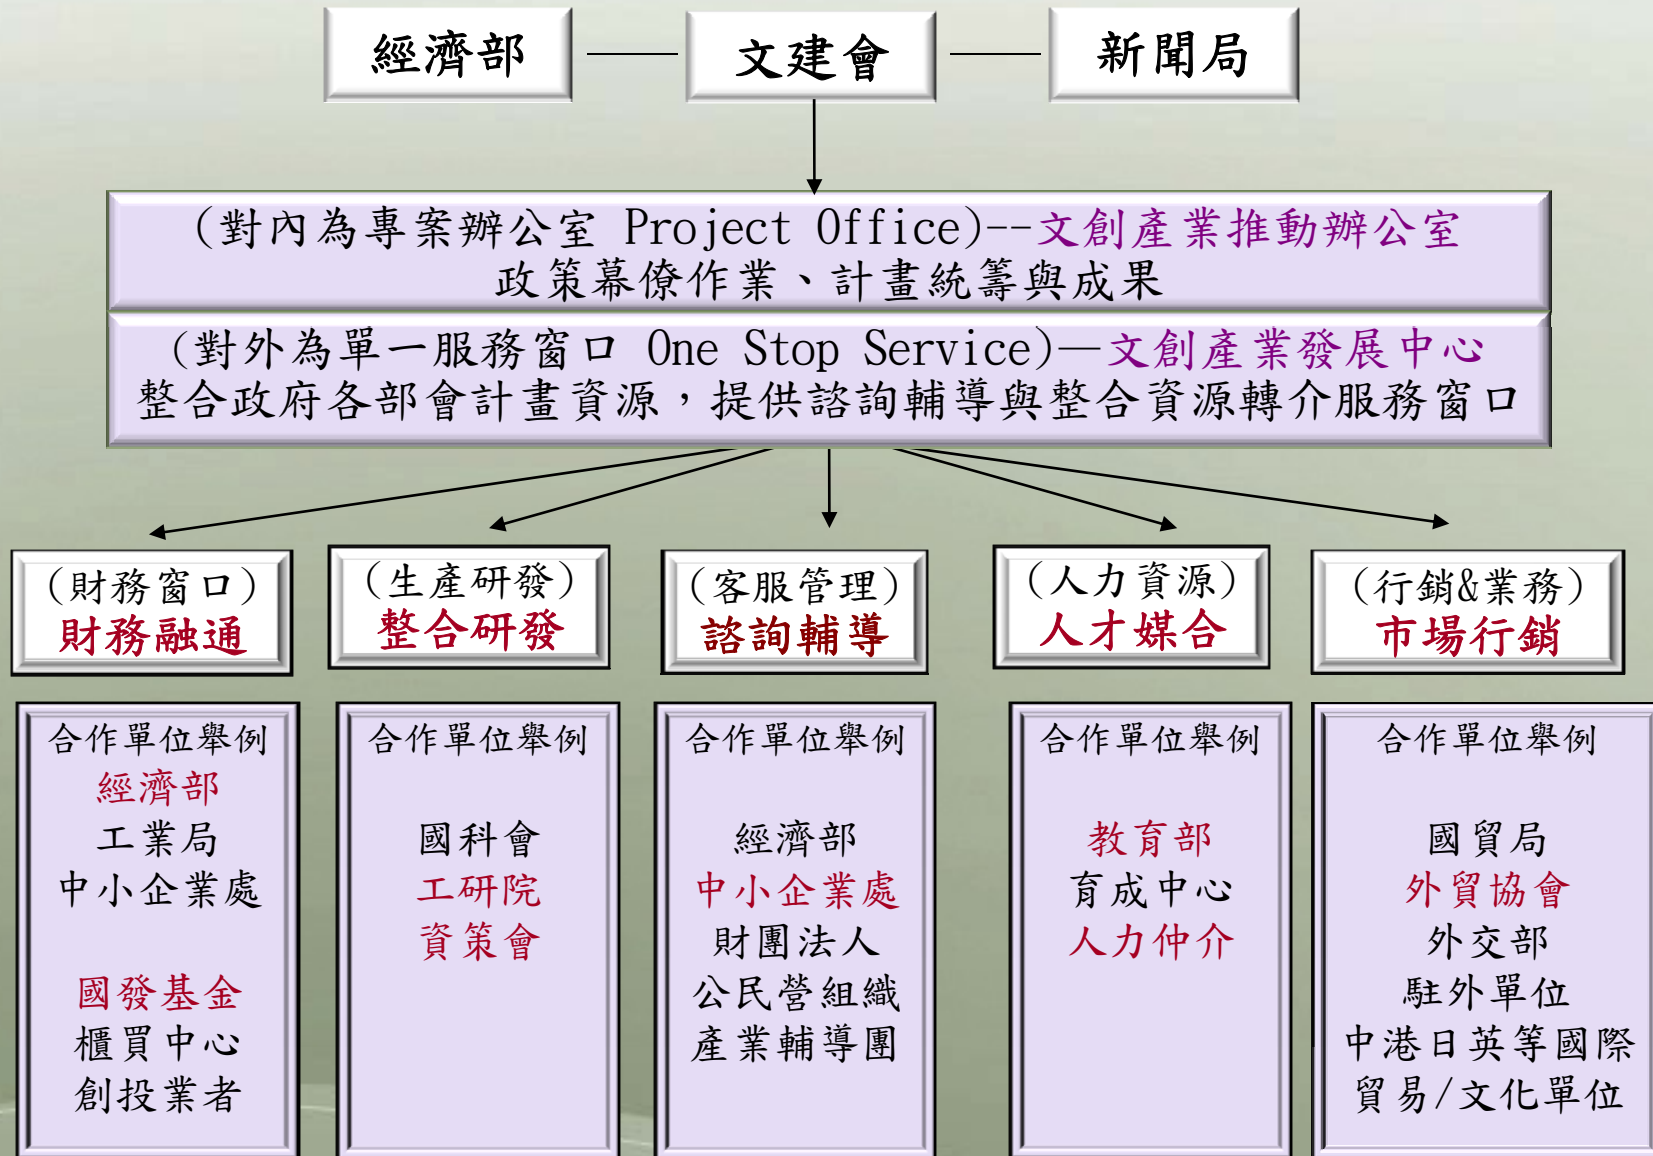 經濟部
文建會
新聞局
(對內為專案辦公室 Project Office)--文創產業推動辦公室
政策幕僚作業、計畫統籌與成果
(對外為單一服務窗口 One Stop Service)—文創產業發展中心
整合政府各部會計畫資源，提供諮詢輔導與整合資源轉介服務窗口
(財務窗口)
財務融通
(生產研發)
整合研發
(客服管理)
諮詢輔導
(人力資源)
人才媒合
(行銷&業務)
市場行銷
合作單位舉例
經濟部
工業局
中小企業處
國發基金
櫃買中心
創投業者
合作單位舉例
國科會
工研院
資策會
合作單位舉例
經濟部
中小企業處
財團法人
公民營組織
產業輔導團
合作單位舉例
教育部
育成中心
人力仲介
合作單位舉例
國貿局
外貿協會
外交部
駐外單位
中港日英等國際
貿易/文化單位